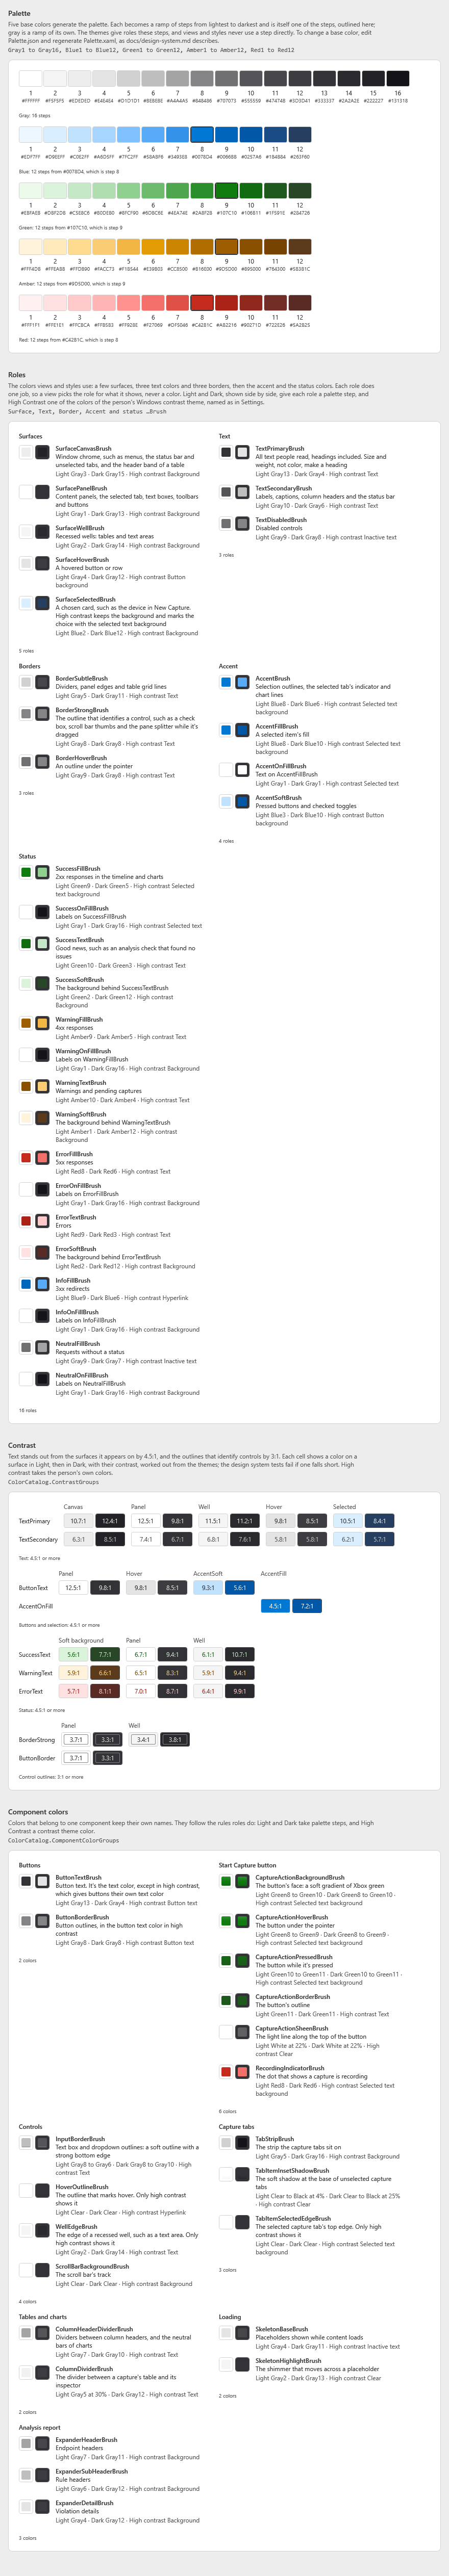 Palette
Five base colors generate the palette. Each becomes a ramp of steps from lightest to darkest and is itself one of the steps, outlined here;
gray is a ramp of its own. The themes give roles these steps, and views and styles never use a step directly. To change a base color, edit
Palette.json and regenerate Palette.xaml, as docs/design-system.md describes.
Gray1 to Gray16, Blue1 to Blue12, Green1 to Green12, Amber1 to Amber12, Red1 to Red12
1 2 3 4 5 6 7 8 9 10 11 12 13 14 15 16
Gray: 16 steps
1 2 3 4 5 6 7 8 9 10 11 12
Blue: 12 steps from #0078D4, which is step 8
1 2 3 4 5 6 7 8 9 10 11 12
Green: 12 steps from #107C10, which is step 9
1 2 3 4 5 6 7 8 9 10 11 12
Amber: 12 steps from #9D5D00, which is step 9
1 2 3 4 5 6 7 8 9 10 11 12
Red: 12 steps from #C42B1C, which is step 8
Roles
The colors views and styles use: a few surfaces, three text colors and three borders, then the accent and the status colors. Each role does
one job, so a view picks the role for what it shows, never a color. Light and Dark, shown side by side, give each role a palette step, and
High Contrast one of the colors of the person's Windows contrast theme, named as in Settings.
Surface, Text, Border, Accent and status …Brush
Surfaces
SurfaceCanvasBrush
Window chrome, such as menus, the status bar and
unselected tabs, and the header band of a table
Light Gray3 · Dark Gray15 · High contrast Background
SurfacePanelBrush
Content panels, the selected tab, text boxes, toolbars
and buttons
Light Gray1 · Dark Gray13 · High contrast Background
SurfaceWellBrush
Recessed wells: tables and text areas
Light Gray2 · Dark Gray14 · High contrast Background
SurfaceHoverBrush
A hovered button or row
Light Gray4 · Dark Gray12 · High contrast Button
background
SurfaceSelectedBrush
A chosen card, such as the device in New Capture.
High contrast keeps the background and marks the
choice with the selected text background
Light Blue2 · Dark Blue12 · High contrast Background
5 roles
Text
TextPrimaryBrush
All text people read, headings included. Size and
weight, not color, make a heading
Light Gray13 · Dark Gray4 · High contrast Text
TextSecondaryBrush
Labels, captions, column headers and the status bar
Light Gray10 · Dark Gray6 · High contrast Text
TextDisabledBrush
Disabled controls
Light Gray9 · Dark Gray8 · High contrast Inactive text
3 roles
Borders
BorderSubtleBrush
Dividers, panel edges and table grid lines
Light Gray5 · Dark Gray11 · High contrast Text
BorderStrongBrush
The outline that identifies a control, such as a check
box, scroll bar thumbs and the pane splitter while it's
dragged
Light Gray8 · Dark Gray8 · High contrast Text
BorderHoverBrush
An outline under the pointer
Light Gray9 · Dark Gray8 · High contrast Text
3 roles
Accent
AccentBrush
Selection outlines, the selected tab's indicator and
chart lines
Light Blue8 · Dark Blue6 · High contrast Selected text
background
AccentFillBrush
A selected item's fill
Light Blue8 · Dark Blue10 · High contrast Selected text
background
AccentOnFillBrush
Text on AccentFillBrush
Light Gray1 · Dark Gray1 · High contrast Selected text
AccentSoftBrush
Pressed buttons and checked toggles
Light Blue3 · Dark Blue10 · High contrast Button
background
4 roles
Status
SuccessFillBrush
2xx responses in the timeline and charts
Light Green9 · Dark Green5 · High contrast Selected
text background
SuccessOnFillBrush
Labels on SuccessFillBrush
Light Gray1 · Dark Gray16 · High contrast Selected text
SuccessTextBrush
Good news, such as an analysis check that found no
issues
Light Green10 · Dark Green3 · High contrast Text
SuccessSoftBrush
The background behind SuccessTextBrush
Light Green2 · Dark Green12 · High contrast
Background
WarningFillBrush
4xx responses
Light Amber9 · Dark Amber5 · High contrast Text
WarningOnFillBrush
Labels on WarningFillBrush
Light Gray1 · Dark Gray16 · High contrast Background
WarningTextBrush
Warnings and pending captures
Light Amber10 · Dark Amber4 · High contrast Text
WarningSoftBrush
The background behind WarningTextBrush
Light Amber1 · Dark Amber12 · High contrast
Background
ErrorFillBrush
5xx responses
Light Red8 · Dark Red6 · High contrast Text
ErrorOnFillBrush
Labels on ErrorFillBrush
Light Gray1 · Dark Gray16 · High contrast Background
ErrorTextBrush
Errors
Light Red9 · Dark Red3 · High contrast Text
ErrorSoftBrush
The background behind ErrorTextBrush
Light Red2 · Dark Red12 · High contrast Background
InfoFillBrush
3xx redirects
Light Blue9 · Dark Blue6 · High contrast Hyperlink
InfoOnFillBrush
Labels on InfoFillBrush
Light Gray1 · Dark Gray16 · High contrast Background
NeutralFillBrush
Requests without a status
Light Gray9 · Dark Gray7 · High contrast Inactive text
NeutralOnFillBrush
Labels on NeutralFillBrush
Light Gray1 · Dark Gray16 · High contrast Background
16 roles
Contrast
Text stands out from the surfaces it appears on by 4.5:1, and the outlines that identify controls by 3:1. Each cell shows a color on a
surface in Light, then in Dark, with their contrast, worked out from the themes; the design system tests fail if one falls short. High
contrast takes the person's own colors.
ColorCatalog.ContrastGroups
Canvas Panel Well Hover Selected
TextPrimary 10.7:1 12.4:1 12.5:1 9.8:1 11.5:1 11.2:1 9.8:1 8.5:1 10.5:1 8.4:1
TextSecondary 6.3:1 8.5:1 7.4:1 6.7:1 6.8:1 7.6:1 5.8:1 5.8:1 6.2:1 5.7:1
Text: 4.5:1 or more
Panel Hover AccentSoft AccentFill
ButtonText 12.5:1 9.8:1 9.8:1 8.5:1 9.3:1 5.6:1
AccentOnFill 4.5:1 7.2:1
Buttons and selection: 4.5:1 or more
Soft background Panel Well
SuccessText 5.6:1 7.7:1 6.7:1 9.4:1 6.1:1 10.7:1
WarningText 5.9:1 6.6:1 6.5:1 8.3:1 5.9:1 9.4:1
ErrorText 5.7:1 8.1:1 7.0:1 8.7:1 6.4:1 9.9:1
Status: 4.5:1 or more
Panel Well
BorderStrong 3.7:1 3.3:1 3.4:1 3.8:1
ButtonBorder 3.7:1 3.3:1
Control outlines: 3:1 or more
Component colors
Colors that belong to one component keep their own names. They follow the rules roles do: Light and Dark take palette steps, and High
Contrast a contrast theme color.
ColorCatalog.ComponentColorGroups
Buttons
ButtonTextBrush
Button text. It's the text color, except in high contrast,
which gives buttons their own text color
Light Gray13 · Dark Gray4 · High contrast Button text
ButtonBorderBrush
Button outlines, in the button text color in high
contrast
Light Gray8 · Dark Gray8 · High contrast Button text
2 colors
Start Capture button
CaptureActionBackgroundBrush
The button's face: a soft gradient of Xbox green
Light Green8 to Green10 · Dark Green8 to Green10 ·
High contrast Selected text background
CaptureActionHoverBrush
The button under the pointer
Light Green8 to Green9 · Dark Green8 to Green9 ·
High contrast Selected text background
CaptureActionPressedBrush
The button while it's pressed
Light Green10 to Green11 · Dark Green10 to Green11 ·
High contrast Selected text background
CaptureActionBorderBrush
The button's outline
Light Green11 · Dark Green11 · High contrast Text
CaptureActionSheenBrush
The light line along the top of the button
Light White at 22% · Dark White at 22% · High
contrast Clear
RecordingIndicatorBrush
The dot that shows a capture is recording
Light Red8 · Dark Red6 · High contrast Selected text
background
6 colors
Controls
InputBorderBrush
Text box and dropdown outlines: a soft outline with a
strong bottom edge
Light Gray8 to Gray6 · Dark Gray8 to Gray10 · High
contrast Text
HoverOutlineBrush
The outline that marks hover. Only high contrast
shows it
Light Clear · Dark Clear · High contrast Hyperlink
WellEdgeBrush
The edge of a recessed well, such as a text area. Only
high contrast shows it
Light Gray2 · Dark Gray14 · High contrast Text
ScrollBarBackgroundBrush
The scroll bar's track
Light Clear · Dark Clear · High contrast Background
4 colors
Capture tabs
TabStripBrush
The strip the capture tabs sit on
Light Gray5 · Dark Gray16 · High contrast Background
TabItemInsetShadowBrush
The soft shadow at the base of unselected capture
tabs
Light Clear to Black at 4% · Dark Clear to Black at 25%
· High contrast Clear
TabItemSelectedEdgeBrush
The selected capture tab's top edge. Only high
contrast shows it
Light Clear · Dark Clear · High contrast Selected text
background
3 colors
Tables and charts
ColumnHeaderDividerBrush
Dividers between column headers, and the neutral
bars of charts
Light Gray7 · Dark Gray10 · High contrast Text
ColumnDividerBrush
The divider between a capture's table and its
inspector
Light Gray5 at 30% · Dark Gray12 · High contrast Text
2 colors
Loading
SkeletonBaseBrush
Placeholders shown while content loads
Light Gray4 · Dark Gray11 · High contrast Inactive text
SkeletonHighlightBrush
The shimmer that moves across a placeholder
Light Gray2 · Dark Gray13 · High contrast Clear
2 colors
Analysis report
ExpanderHeaderBrush
Endpoint headers
Light Gray7 · Dark Gray11 · High contrast Background
ExpanderSubHeaderBrush
Rule headers
Light Gray6 · Dark Gray12 · High contrast Background
ExpanderDetailBrush
Violation details
Light Gray4 · Dark Gray12 · High contrast Background
3 colors